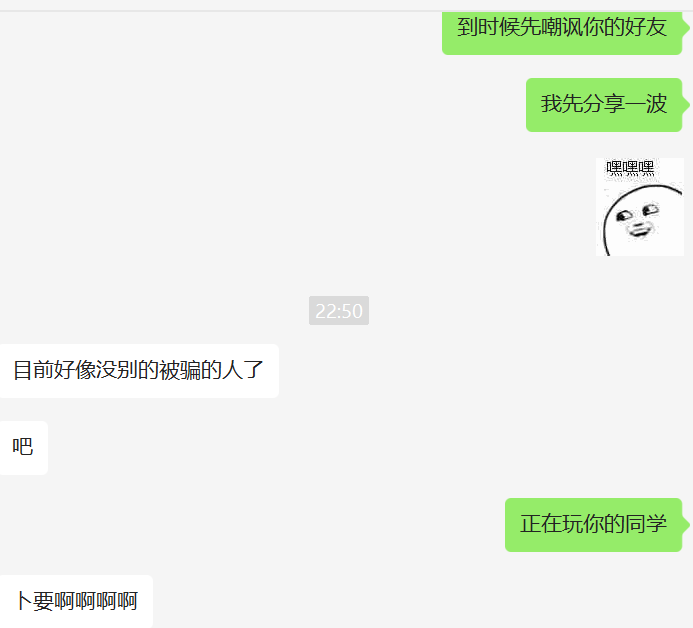 到时候先嘲讽你的好友
我先分享一波
嘿嘿嘿
22:50
目前好像没别的被骗的人了
吧
正在玩你的同学
卜要啊啊啊啊